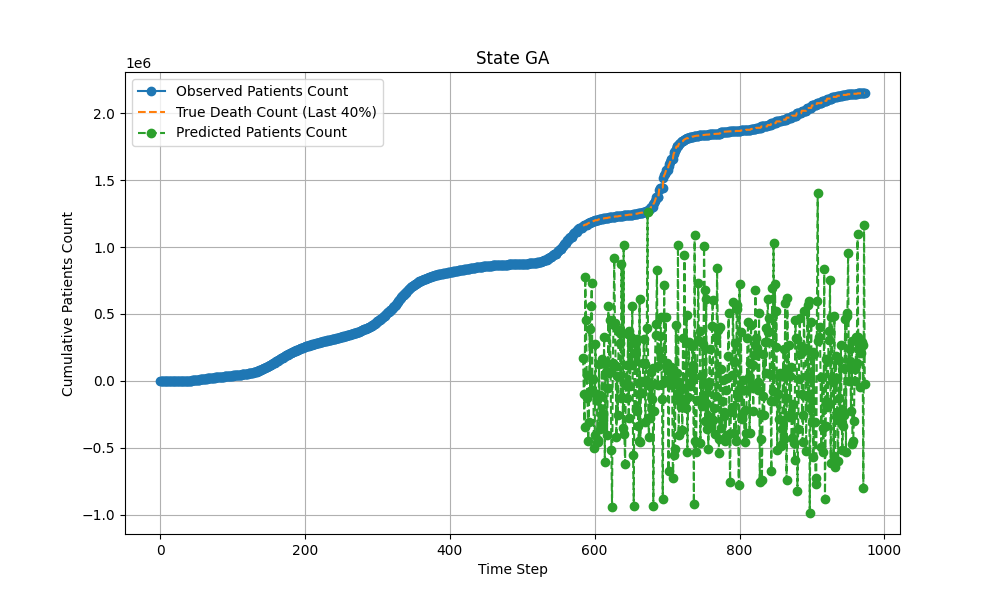 State GA
1e6
Observed Patients Count
True Death Count (Last 40%)
Predicted Patients Count
2.0
1.5
1.0
0.5
0.0
−0.5
−1.0
Cumulative Patients Count
0 200 400 600 800 1000
Time Step